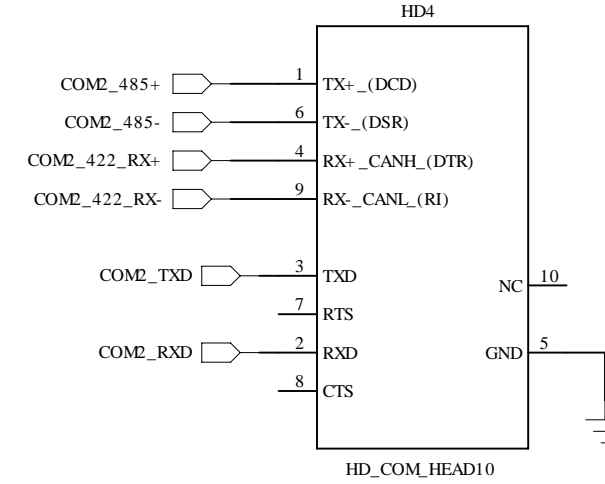 HD4
COM2_485+ 1 TX+_(DCD)
COM2_485- 6 TX-_(DSR)
COM2_422_RX+ 4 RX+_CANH_(DTR)
COM2_422_RX- 9 RX-_CANL_(RI)
COM2_TXD 3 TXD
NC 10
7 RTS
COM2_RXD 2 RXD GND 5
8 CTS
HD_COM_HEAD10